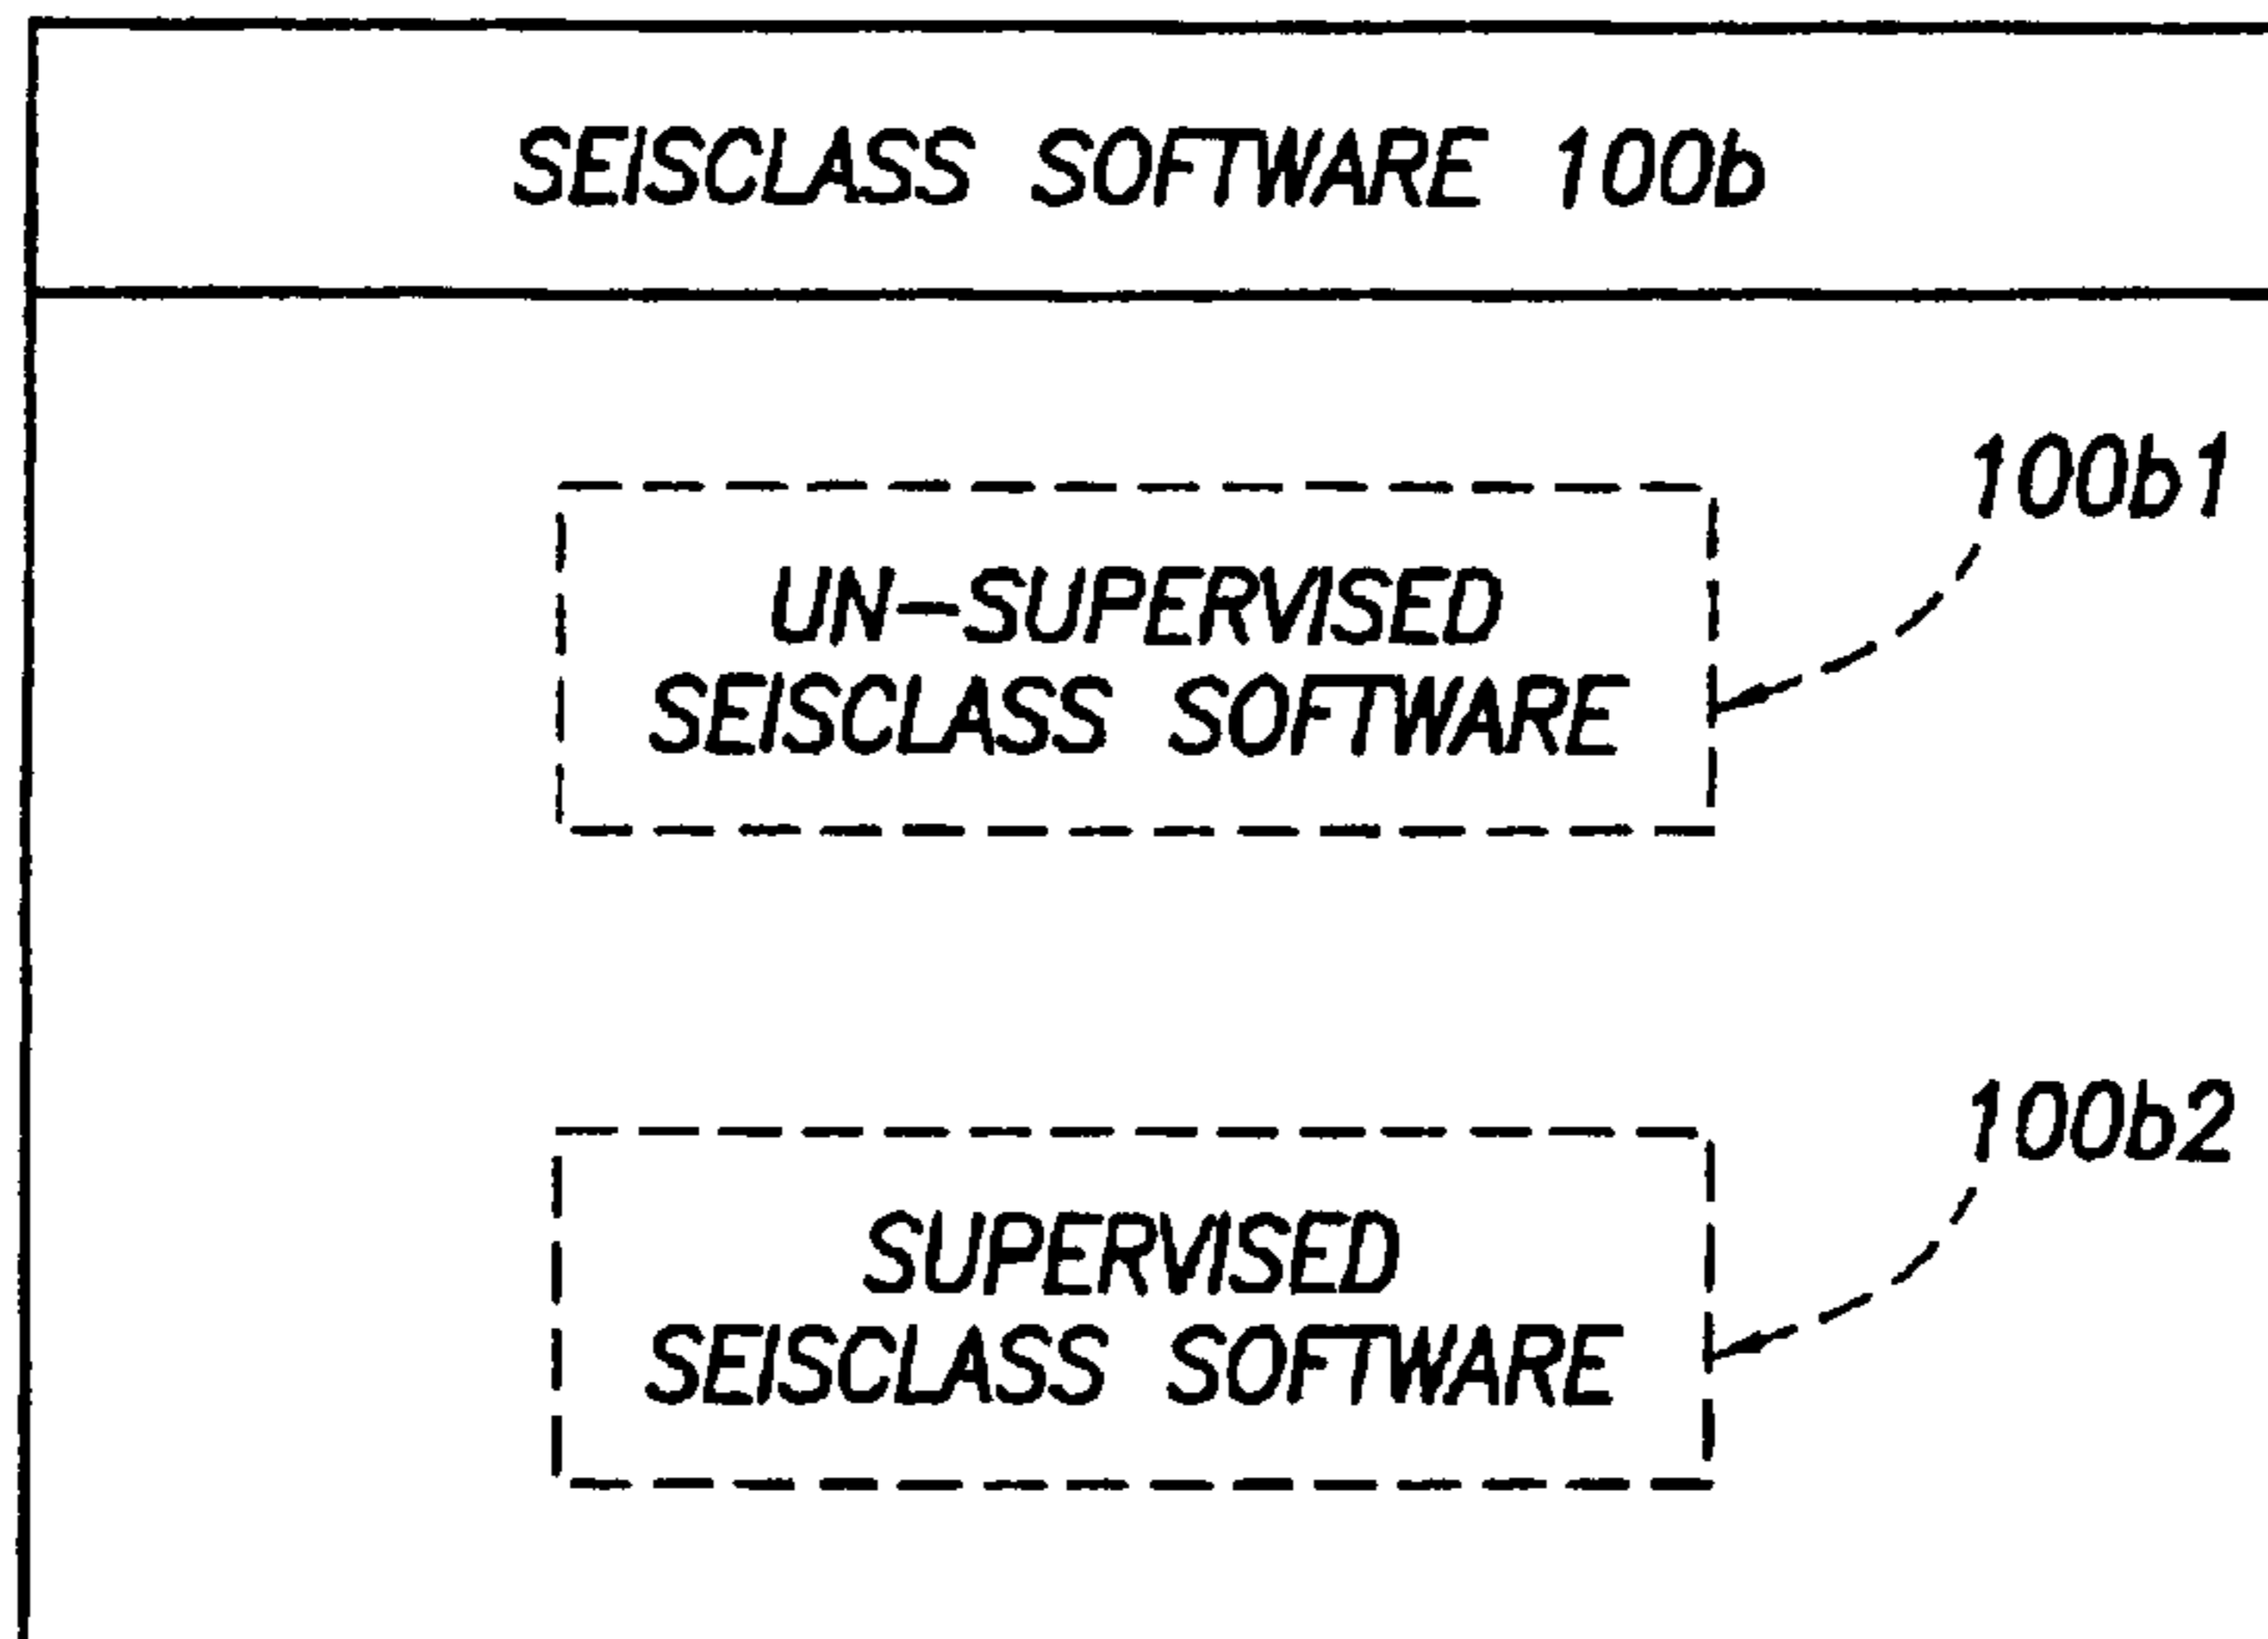 SEISCLASS SOFTWARE 100b
100b1
UN-SUPERVISED
SEISCLASS SOFTWARE
100b2
SUPERVISED
SEISCLASS SOFTWARE